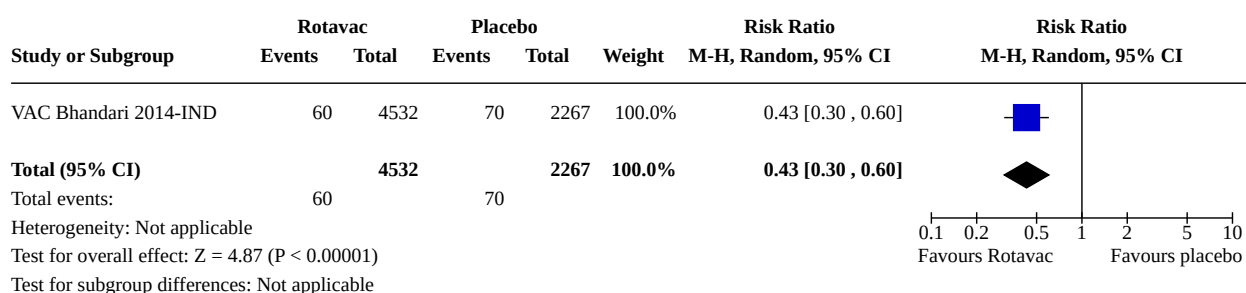 Rotavac Placebo Risk Ratio Risk Ratio
Study or Subgroup Events Total Events Total Weight M-H, Random, 95% CI M-H, Random, 95% CI
VAC Bhandari 2014-IND 60 4532 70 2267 100.0% 0.43 [0.30 , 0.60]
Total (95% CI) 4532 2267 100.0% 0.43 [0.30 , 0.60]
Total events: 60 70
Heterogeneity: Not applicable
0.1 0.2 0.5 1 2 5 10
Test for overall effect: Z = 4.87 (P < 0.00001) Favours Rotavac Favours placebo
Test for subgroup differences: Not applicable